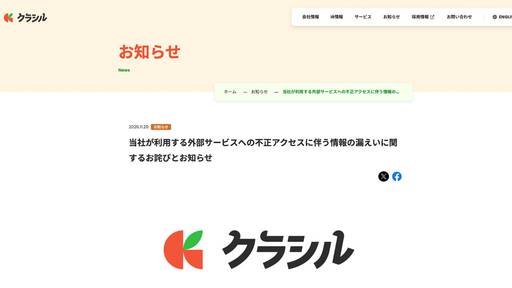 クラシル
会社情報 IR情報 サービス お知らせ 採用情報 お問い合わせ
お知らせ
News
ホーム — お知らせ — 当社が利用する外部サービスへの不正アクセスに伴う情報の...
お知らせ
当社が利用する外部サービスへの不正アクセスに伴う情報の漏えいに関
するお詫びとお知らせ
クラシル